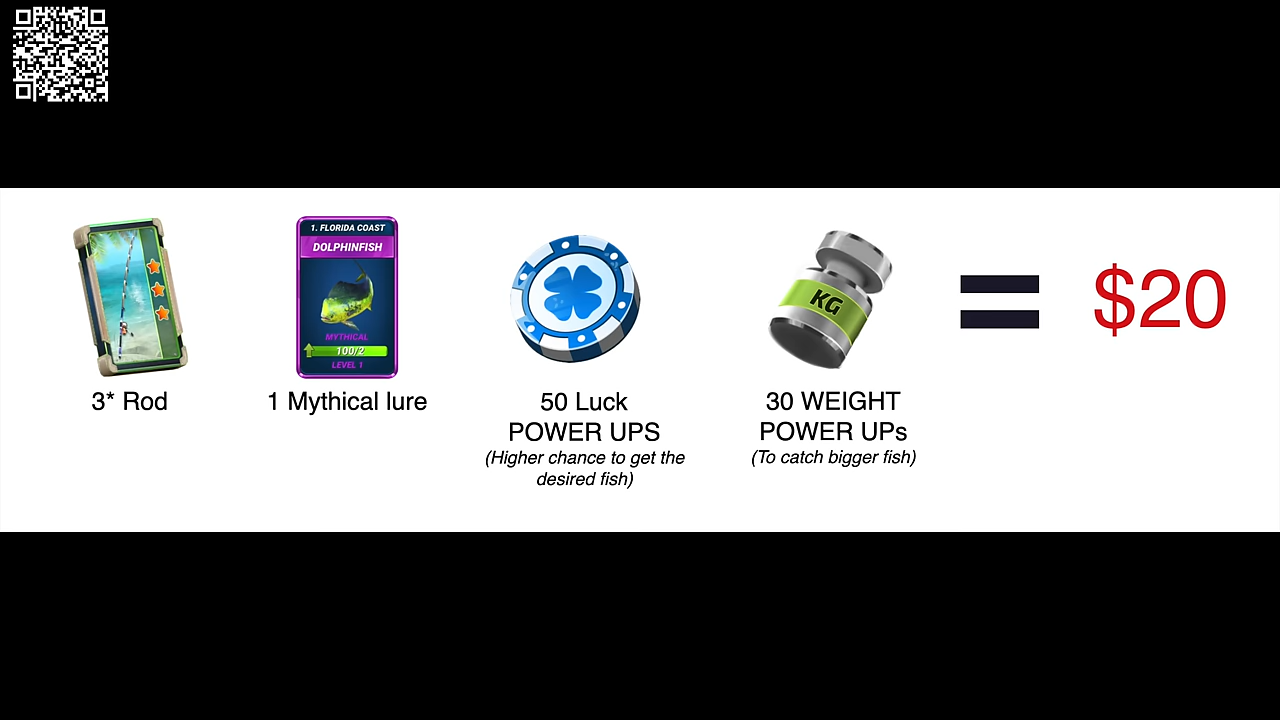 1. FLORIDA COAST
DOLPHINFISH
MYTHICAL
100/2
LEVEL 1
KG
= $20
3* Rod
1 Mythical lure
50 Luck
POWER UPS
(Higher chance to get the
desired fish)
30 WEIGHT
POWER UPs
(To catch bigger fish)